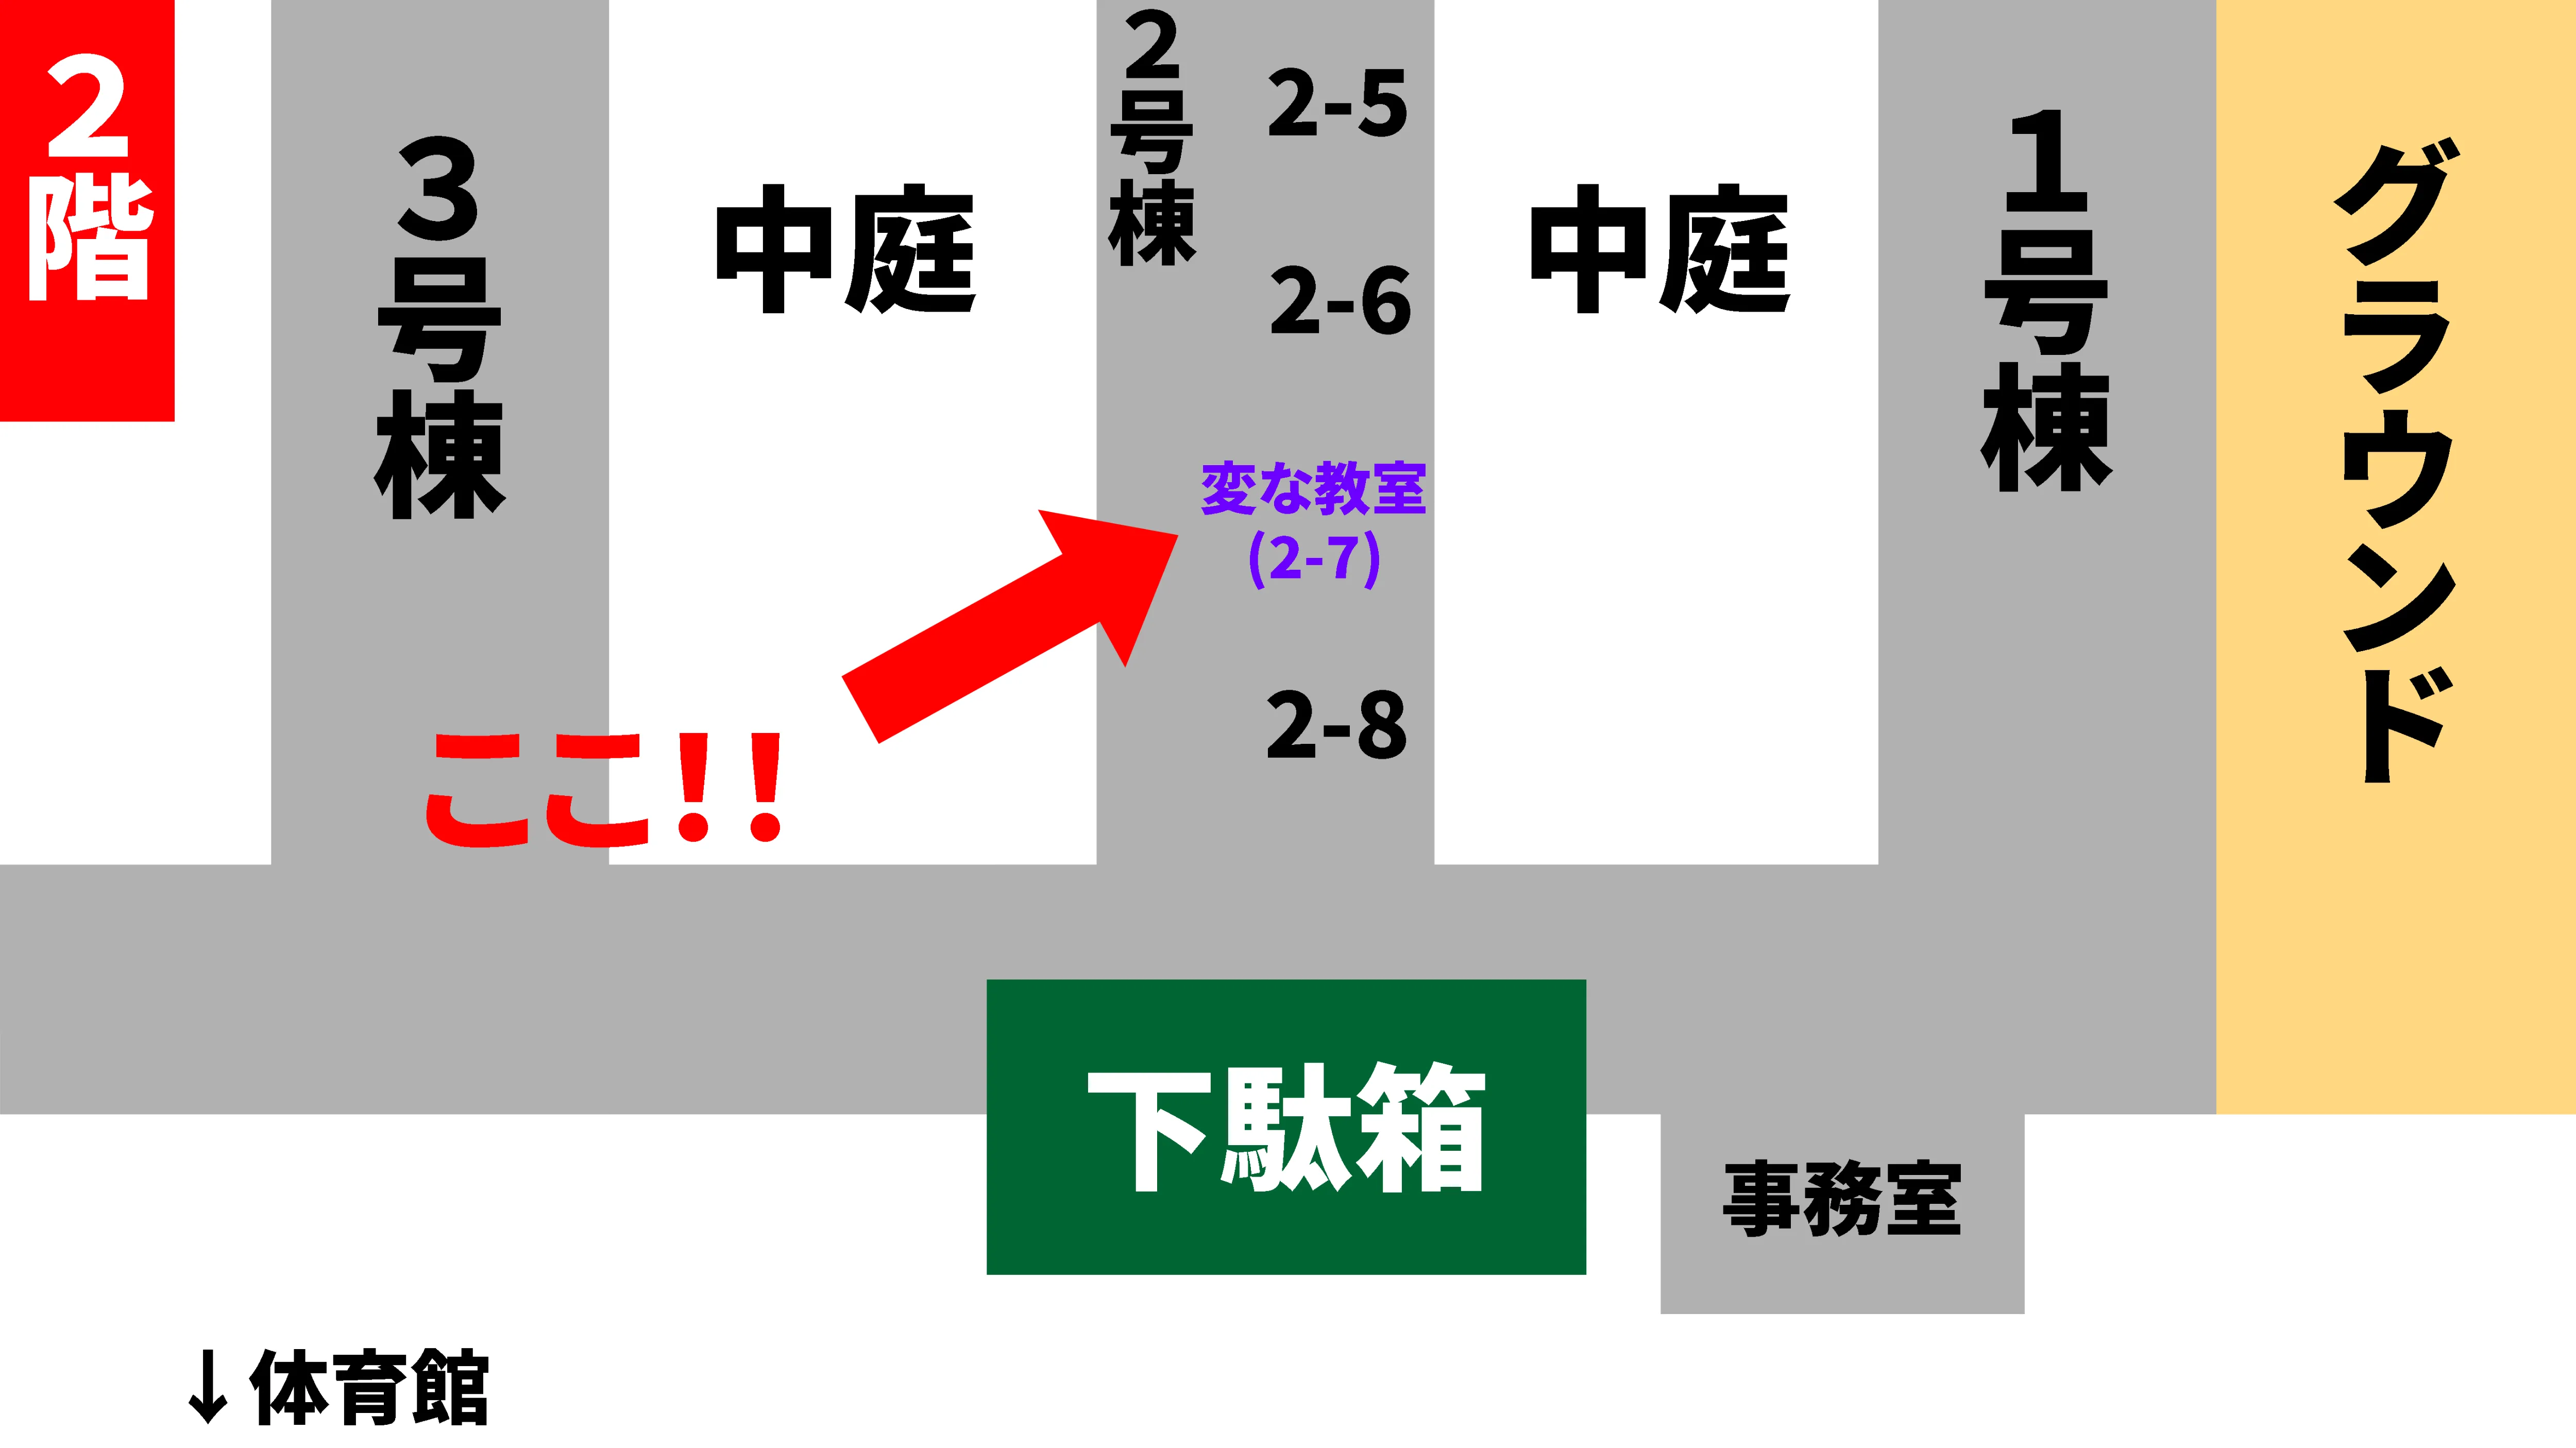 2階
3号棟
中庭
2号棟
2-5
2-6
変な教室
(2-7)
2-8
中庭
1号棟
グラウンド
ここ!!
下駄箱
事務室
↓体育館